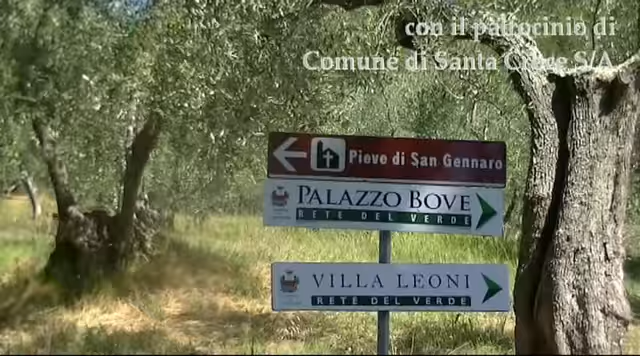 con il patrocinio di
Comune di Santa Croce S/A
Pieve di San Gennaro
PALAZZO BOVE
RETE DEL VERDE
VILLA LEONI
RETE DEL VERDE